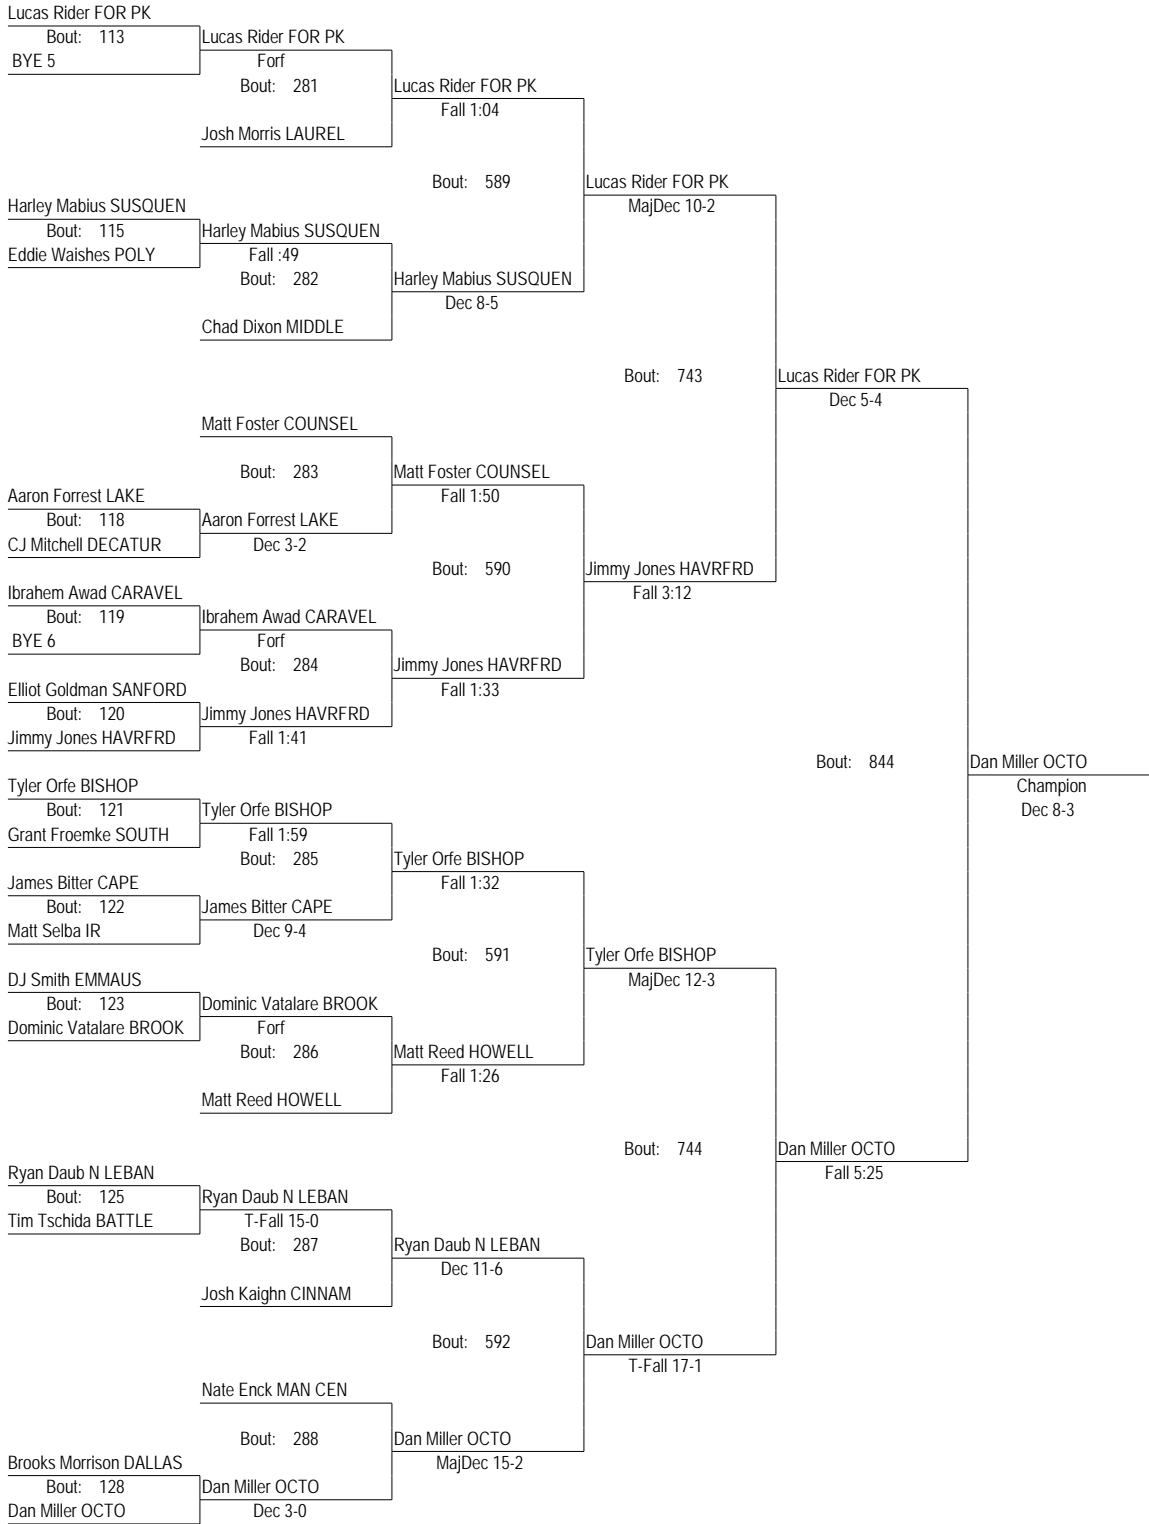 Lucas Rider FOR PK
Bout: 113
BYE 5
Lucas Rider FOR PK
Forf
Bout: 281
Josh Morris LAUREL
Lucas Rider FOR PK
Fall 1:04
Bout: 589
Harley Mabius SUSQUEN
Bout: 115
Eddie Waishes POLY
Harley Mabius SUSQUEN
Fall :49
Bout: 282
Chad Dixon MIDDLE
Harley Mabius SUSQUEN
Dec 8-5
Lucas Rider FOR PK
MajDec 10-2
Bout: 743
Matt Foster COUNSEL
Bout: 283
Aaron Forrest LAKE
Bout: 118
CJ Mitchell DECATUR
Aaron Forrest LAKE
Dec 3-2
Matt Foster COUNSEL
Fall 1:50
Bout: 590
Ibrahem Awad CARAVEL
Bout: 119
BYE 6
Ibrahem Awad CARAVEL
Forf
Bout: 284
Elliot Goldman SANFORD
Bout: 120
Jimmy Jones HAVRFRD
Jimmy Jones HAVRFRD
Fall 1:41
Jimmy Jones HAVRFRD
Fall 1:33
Jimmy Jones HAVRFRD
Fall 3:12
Lucas Rider FOR PK
Dec 5-4
Bout: 844
Dan Miller OCTO
Champion
Dec 8-3
Tyler Orfe BISHOP
Bout: 121
Grant Froemke SOUTH
Tyler Orfe BISHOP
Fall 1:59
Bout: 285
James Bitter CAPE
Bout: 122
Matt Selba IR
James Bitter CAPE
Dec 9-4
Tyler Orfe BISHOP
Fall 1:32
Bout: 591
DJ Smith EMMAUS
Bout: 123
Dominic Vatalare BROOK
Dominic Vatalare BROOK
Forf
Bout: 286
Matt Reed HOWELL
Matt Reed HOWELL
Fall 1:26
Tyler Orfe BISHOP
MajDec 12-3
Bout: 744
Dan Miller OCTO
Fall 5:25
Ryan Daub N LEBAN
Bout: 125
Tim Tschida BATTLE
Ryan Daub N LEBAN
T-Fall 15-0
Bout: 287
Josh Kaighn CINNAM
Ryan Daub N LEBAN
Dec 11-6
Bout: 592
Dan Miller OCTO
T-Fall 17-1
Nate Enck MAN CEN
Bout: 288
Dan Miller OCTO
MajDec 15-2
Brooks Morrison DALLAS
Bout: 128
Dan Miller OCTO
Dan Miller OCTO
Dec 3-0